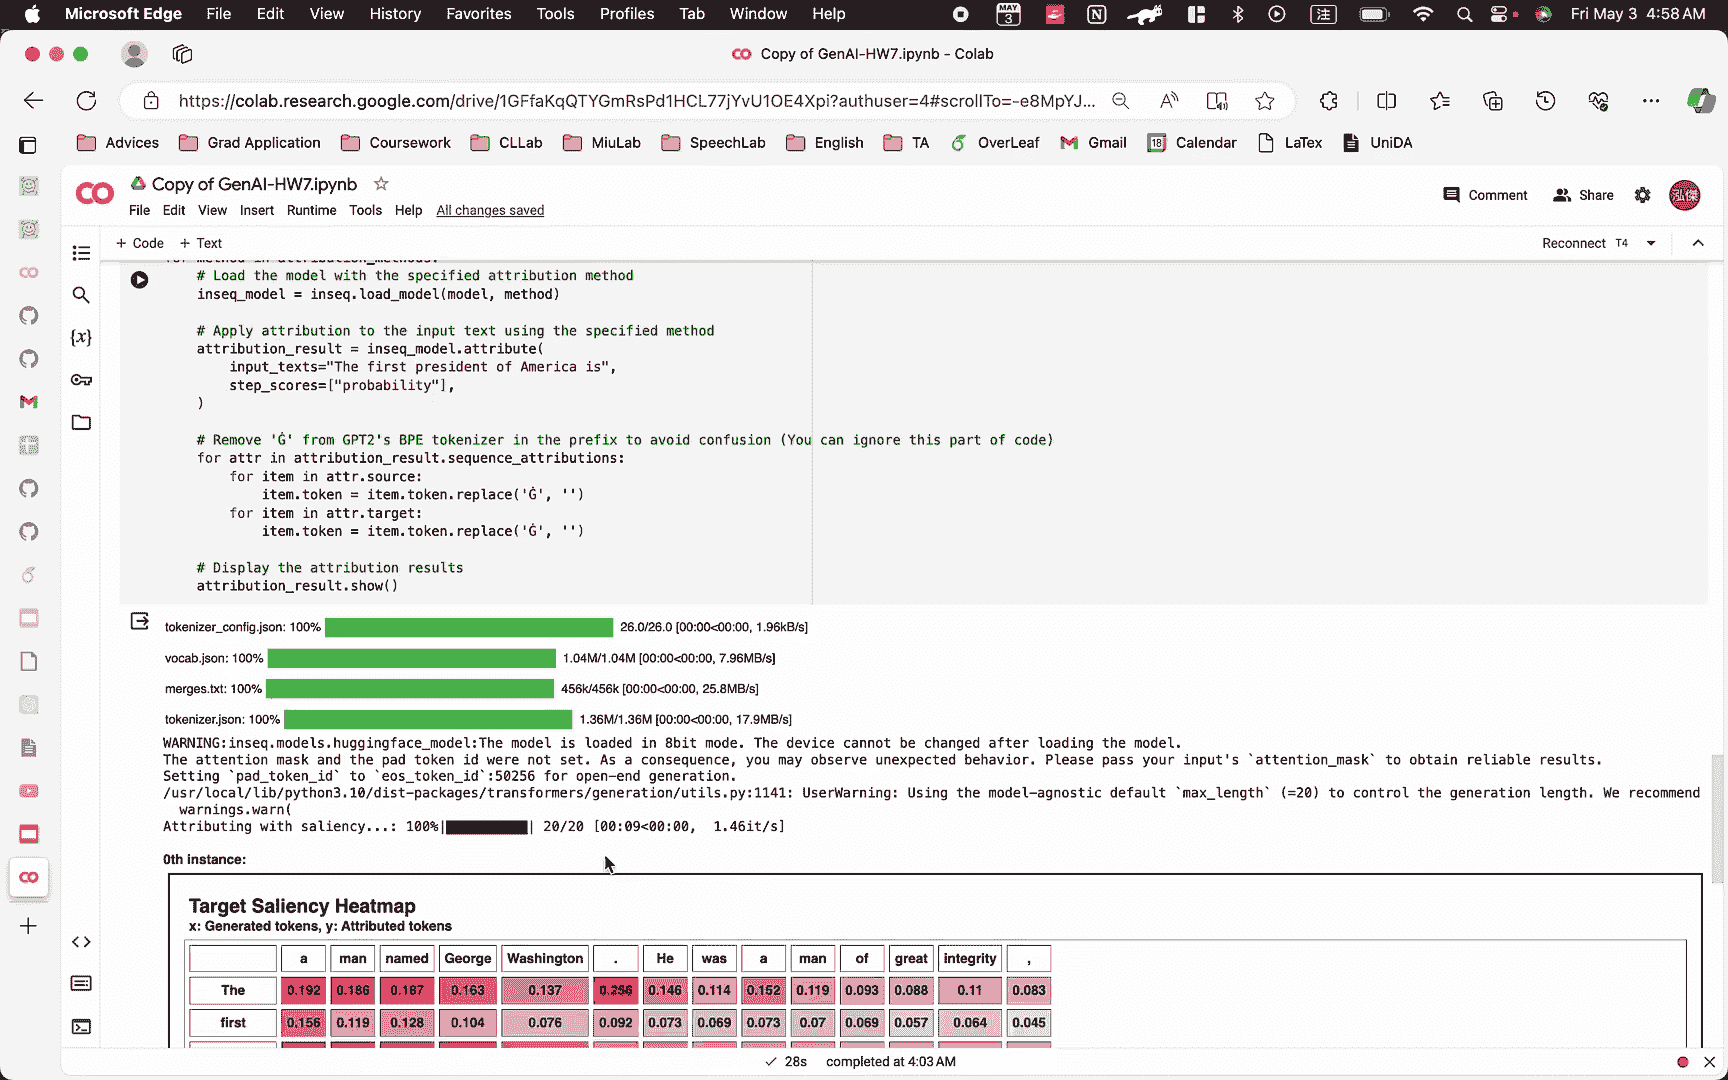 Microsoft Edge File Edit View History Favorites Tools Profiles Tab Window Help MAY 3 注 Fri May 3 4:58 AM
Copy of GenAI-HW7.ipynb - Colab
https://colab.research.google.com/drive/1GFfaKqQTYGmRsPd1HCL77jYvU1OE4Xpi?authuser=4#scrollTo=-e8MpYJ...
Advices Grad Application Coursework CLLab MiuLab SpeechLab English TA OverLeaf Gmail 18 Calendar LaTex UniDA
Copy of GenAI-HW7.ipynb
Comment Share 泓傑
File Edit View Insert Runtime Tools Help All changes saved
+ Code + Text Reconnect T4
for method in attribution_methods:
# Load the model with the specified attribution method
inseq_model = inseq.load_model(model, method)
# Apply attribution to the input text using the specified method
attribution_result = inseq_model.attribute(
input_texts="The first president of America is",
step_scores=["probability"],
)
# Remove 'Ġ' from GPT2's BPE tokenizer in the prefix to avoid confusion (You can ignore this part of code)
for attr in attribution_result.sequence_attributions:
for item in attr.source:
item.token = item.token.replace('Ġ', '')
for item in attr.target:
item.token = item.token.replace('Ġ', '')
# Display the attribution results
attribution_result.show()
tokenizer_config.json: 100% 26.0/26.0 [00:00<00:00, 1.96kB/s]
vocab.json: 100% 1.04M/1.04M [00:00<00:00, 7.96MB/s]
merges.txt: 100% 456k/456k [00:00<00:00, 25.8MB/s]
tokenizer.json: 100% 1.36M/1.36M [00:00<00:00, 17.9MB/s]
WARNING:inseq.models.huggingface_model:The model is loaded in 8bit mode. The device cannot be changed after loading the model.
The attention mask and the pad token id were not set. As a consequence, you may observe unexpected behavior. Please pass your input's `attention_mask` to obtain reliable results.
Setting `pad_token_id` to `eos_token_id`:50256 for open-end generation.
/usr/local/lib/python3.10/dist-packages/transformers/generation/utils.py:1141: UserWarning: Using the model-agnostic default `max_length` (=20) to control the generation length. We recommend
warnings.warn(
Attributing with saliency...: 100%| | 20/20 [00:09<00:00, 1.46it/s]
0th instance:
Target Saliency Heatmap
x: Generated tokens, y: Attributed tokens
a man named George Washington . He was a man of great integrity ,
The 0.192 0.186 0.187 0.163 0.137 0.256 0.146 0.114 0.152 0.119 0.093 0.088 0.11 0.083
first 0.156 0.119 0.128 0.104 0.076 0.092 0.073 0.069 0.073 0.07 0.069 0.057 0.064 0.045
28s completed at 4:03 AM